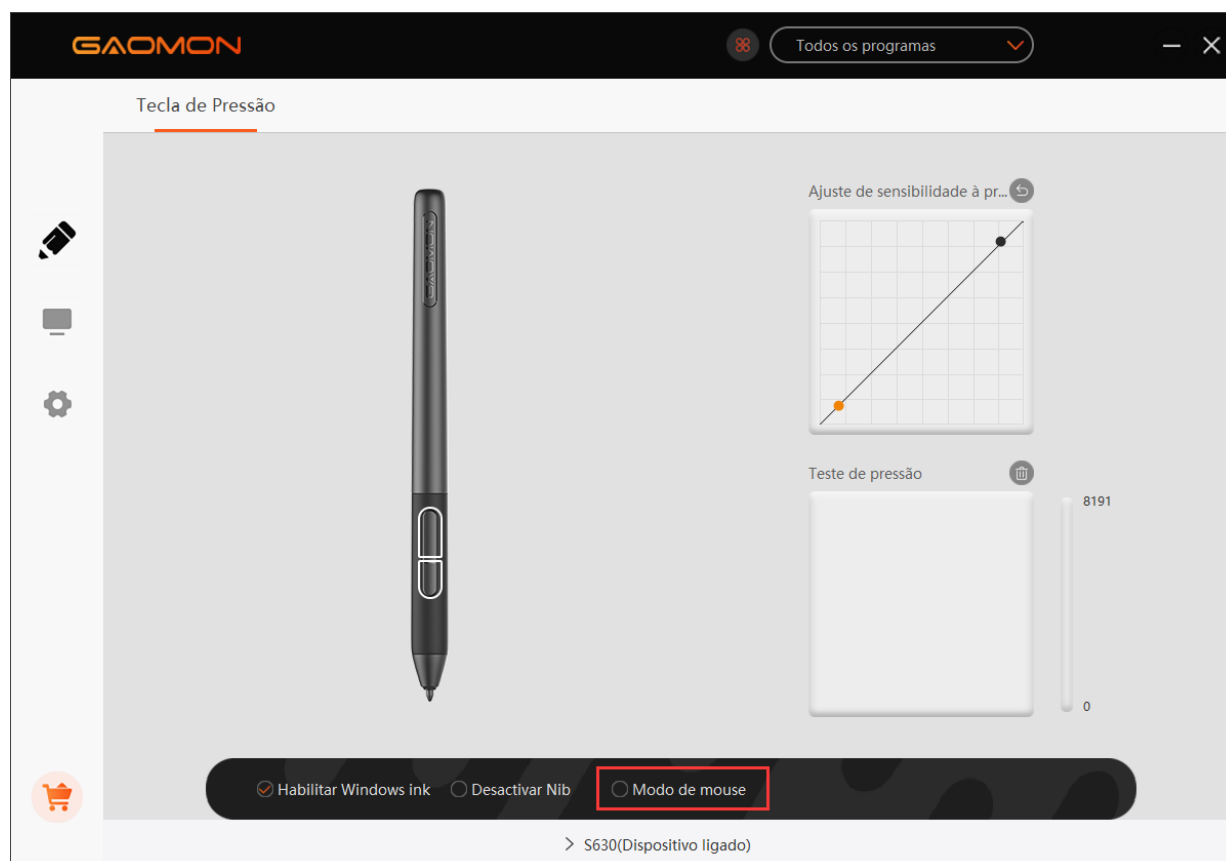 GAOMON
Todos os programas
Tecla de Pressão
GAOMON
Ajuste de sensibilidade à pr...
Teste de pressão
8191
0
Habilitar Windows ink
Desactivar Nib
Modo de mouse
S630(Dispositivo ligado)